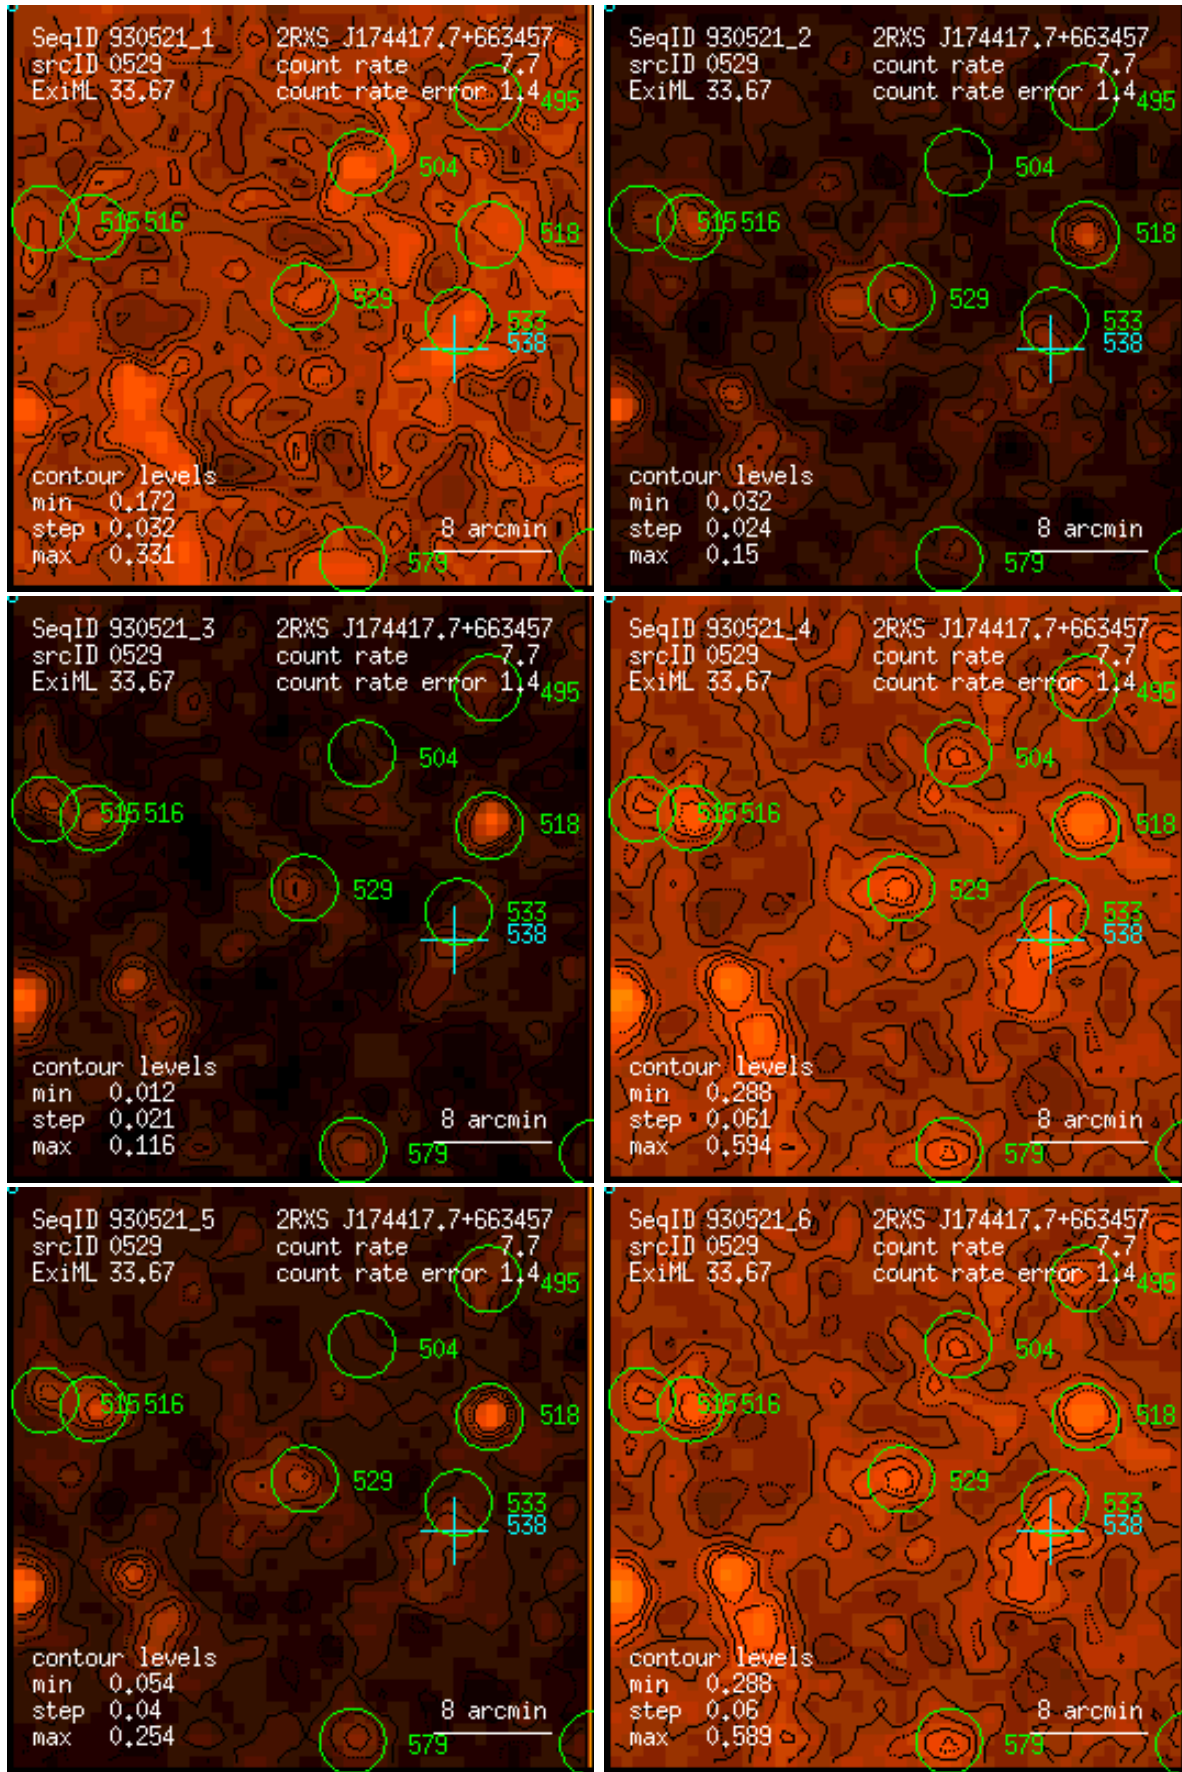 SeqID 930521_1 2RXS J174417.7+663457
srcID 0529 count rate 7.7
ExiML 33.67 count rate error 1.4 495
504
515 516
518
529
533
538
contour levels
min 0.172
step 0.032 8 arcmin
max 0.331 579
SeqID 930521_2 2RXS J174417.7+663457
srcID 0529 count rate 7.7
ExiML 33.67 count rate error 1.4 495
504
515 516
518
529
533
538
contour levels
min 0.032
step 0.024 8 arcmin
max 0.15 579
SeqID 930521_3 2RXS J174417.7+663457
srcID 0529 count rate 7.7
ExiML 33.67 count rate error 1.4 495
504
515 516
518
529
533
538
contour levels
min 0.012
step 0.021 8 arcmin
max 0.116 579
SeqID 930521_4 2RXS J174417.7+663457
srcID 0529 count rate 7.7
ExiML 33.67 count rate error 1.4 495
504
515 516
518
529
533
538
contour levels
min 0.288
step 0.061 8 arcmin
max 0.594 579
SeqID 930521_5 2RXS J174417.7+663457
srcID 0529 count rate 7.7
ExiML 33.67 count rate error 1.4 495
504
515 516
518
529
533
538
contour levels
min 0.054
step 0.04 8 arcmin
max 0.254 579
SeqID 930521_6 2RXS J174417.7+663457
srcID 0529 count rate 7.7
ExiML 33.67 count rate error 1.4 495
504
515 516
518
529
533
538
contour levels
min 0.288
step 0.06 8 arcmin
max 0.589 579